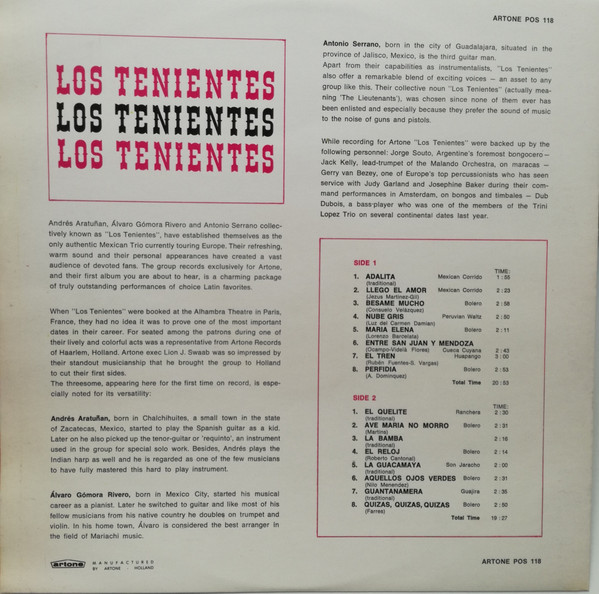 ARTONE POS 118
LOS TENIENTES
LOS TENIENTES
LOS TENIENTES
Andrés Aratuñan, Álvaro Gómora Rivero and Antonio Serrano collec-
tively known as "Los Tenientes", have established themselves as the
only authentic Mexican Trio currently touring Europe. Their refreshing,
warm sound and their personal appearances have created a vast
audience of devoted fans. The group records exclusively for Artone,
and their first album you are about to hear, is a charming package
of truly outstanding performances of choice Latin favorites.
When "Los Tenientes" were booked at the Alhambra Theatre in Paris,
France, they had no idea it was to prove one of the most important
dates in their career. For seated among the patrons during one of
their lively and colorful acts was a representative from Artone Records
of Haarlem, Holland. Artone exec Lion J. Swaab was so impressed by
their standout musicianship that he brought the group to Holland
to cut their first sides.
The threesome, appearing here for the first time on record, is espe-
cially noted for its versatility:
Andrés Aratuñan, born in Chalchihuites, a small town in the state
of Zacatecas, Mexico, started to play the Spanish guitar as a kid.
Later on he also picked up the tenor-guitar or 'requinto', an instrument
used in the group for special solo work. Besides, Andrés plays the
Indian harp as well and he is regarded as one of the few musicians
to have fully mastered this hard to play instrument.
Álvaro Gómora Rivero, born in Mexico City, started his musical
career as a pianist. Later he switched to guitar and like most of his
fellow musicians from his native country he doubles on trumpet and
violin. In his home town, Álvaro is considered the best arranger in
the field of Mariachi music.
artone
MANUFACTURED
BY ARTONE - HOLLAND
Antonio Serrano, born in the city of Guadalajara, situated in the
province of Jalisco, Mexico, is the third guitar man.
Apart from their capabilities as instrumentalists, "Los Tenientes"
also offer a remarkable blend of exciting voices — an asset to any
group like this. Their collective noun "Los Tenientes" (actually mea-
ning 'The Lieutenants'), was chosen since none of them ever has
been enlisted and especially because they prefer the sound of music
to the noise of guns and pistols.
While recording for Artone "Los Tenientes" were backed up by the
following personnel: Jorge Souto, Argentine's foremost bongocero —
Jack Kelly, lead-trumpet of the Malando Orchestra, on maracas —
Gerry van Bezey, one of Europe's top percussionists who has seen
service with Judy Garland and Josephine Baker during their com-
mand performances in Amsterdam, on bongos and timbales — Dub
Dubois, a bass-player who was one of the members of the Trini
Lopez Trio on several continental dates last year.
SIDE 1
TIME:
1. ADALITA Mexican Corrido 1 : 55
(traditional)
2. LLEGO EL AMOR Mexican Corrido 2 : 23
(Jezus Martinez-Gil)
3. BESAME MUCHO Bolero 2 : 58
(Consuelo Velázquez)
4. NUBE GRIS Peruvian Waltz 2 : 50
(Luz del Carmen Damian)
5. MARIA ELENA Bolero 2 : 11
(Lorenzo Barcelata)
6. ENTRE SAN JUAN Y MENDOZA
(Ocampo-Videlá Flores) Cueca Cuyana 2 : 43
7. EL TREN Huapango 3 : 00
(Rubén Fuentes-S. Vargas)
8. PERFIDIA Bolero 2 : 53
(A. Dominquez)
Total Time 20 : 53
SIDE 2
TIME:
1. EL QUELITE Ranchera 2 : 30
(traditional)
2. AVE MARIA NO MORRO Bolero 2 : 31
(Martins)
3. LA BAMBA 2 : 16
(traditional)
4. EL RELOJ Bolero 2 : 14
(Roberto Cantonal)
5. LA GUACAMAYA Son Jarocho 2 : 00
(traditional)
6. AQUELLOS OJOS VERDES Bolero 2 : 31
(Nilo Menendez)
7. GUANTANAMERA Guajira 2 : 35
(traditional)
8. QUIZAS, QUIZAS, QUIZAS Bolero 2 : 50
(Farres)
Total Time 19 : 27
ARTONE POS 118